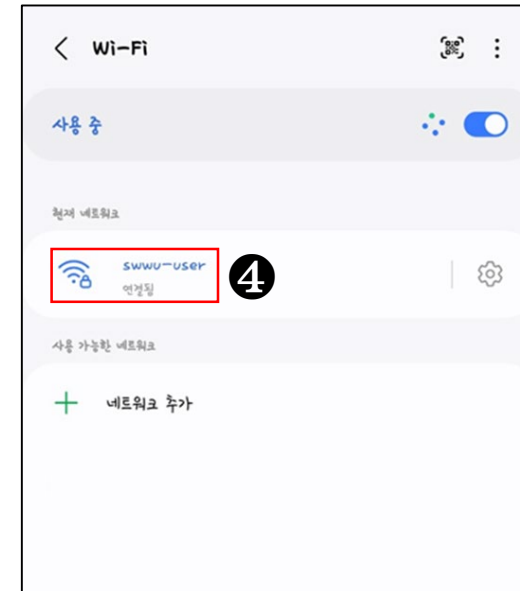 Wi-Fi
사용 중
현재 네트워크
swwu-user
연결됨
4
사용 가능한 네트워크
네트워크 추가